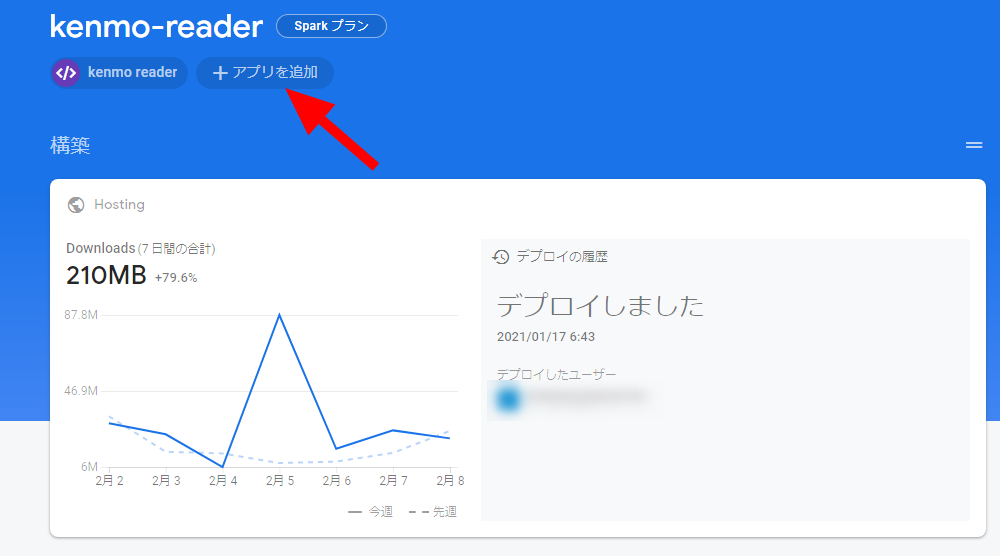 kenmo-reader Spark プラン
</> kenmo reader + アプリを追加
構築
Hosting
Downloads (7 日間の合計)
210MB +79.6%
87.8M
46.9M
6M
2月 2 2月 3 2月 4 2月 5 2月 6 2月 7 2月 8
今週 先週
デプロイの履歴
デプロイしました
2021/01/17 6:43
デプロイしたユーザー